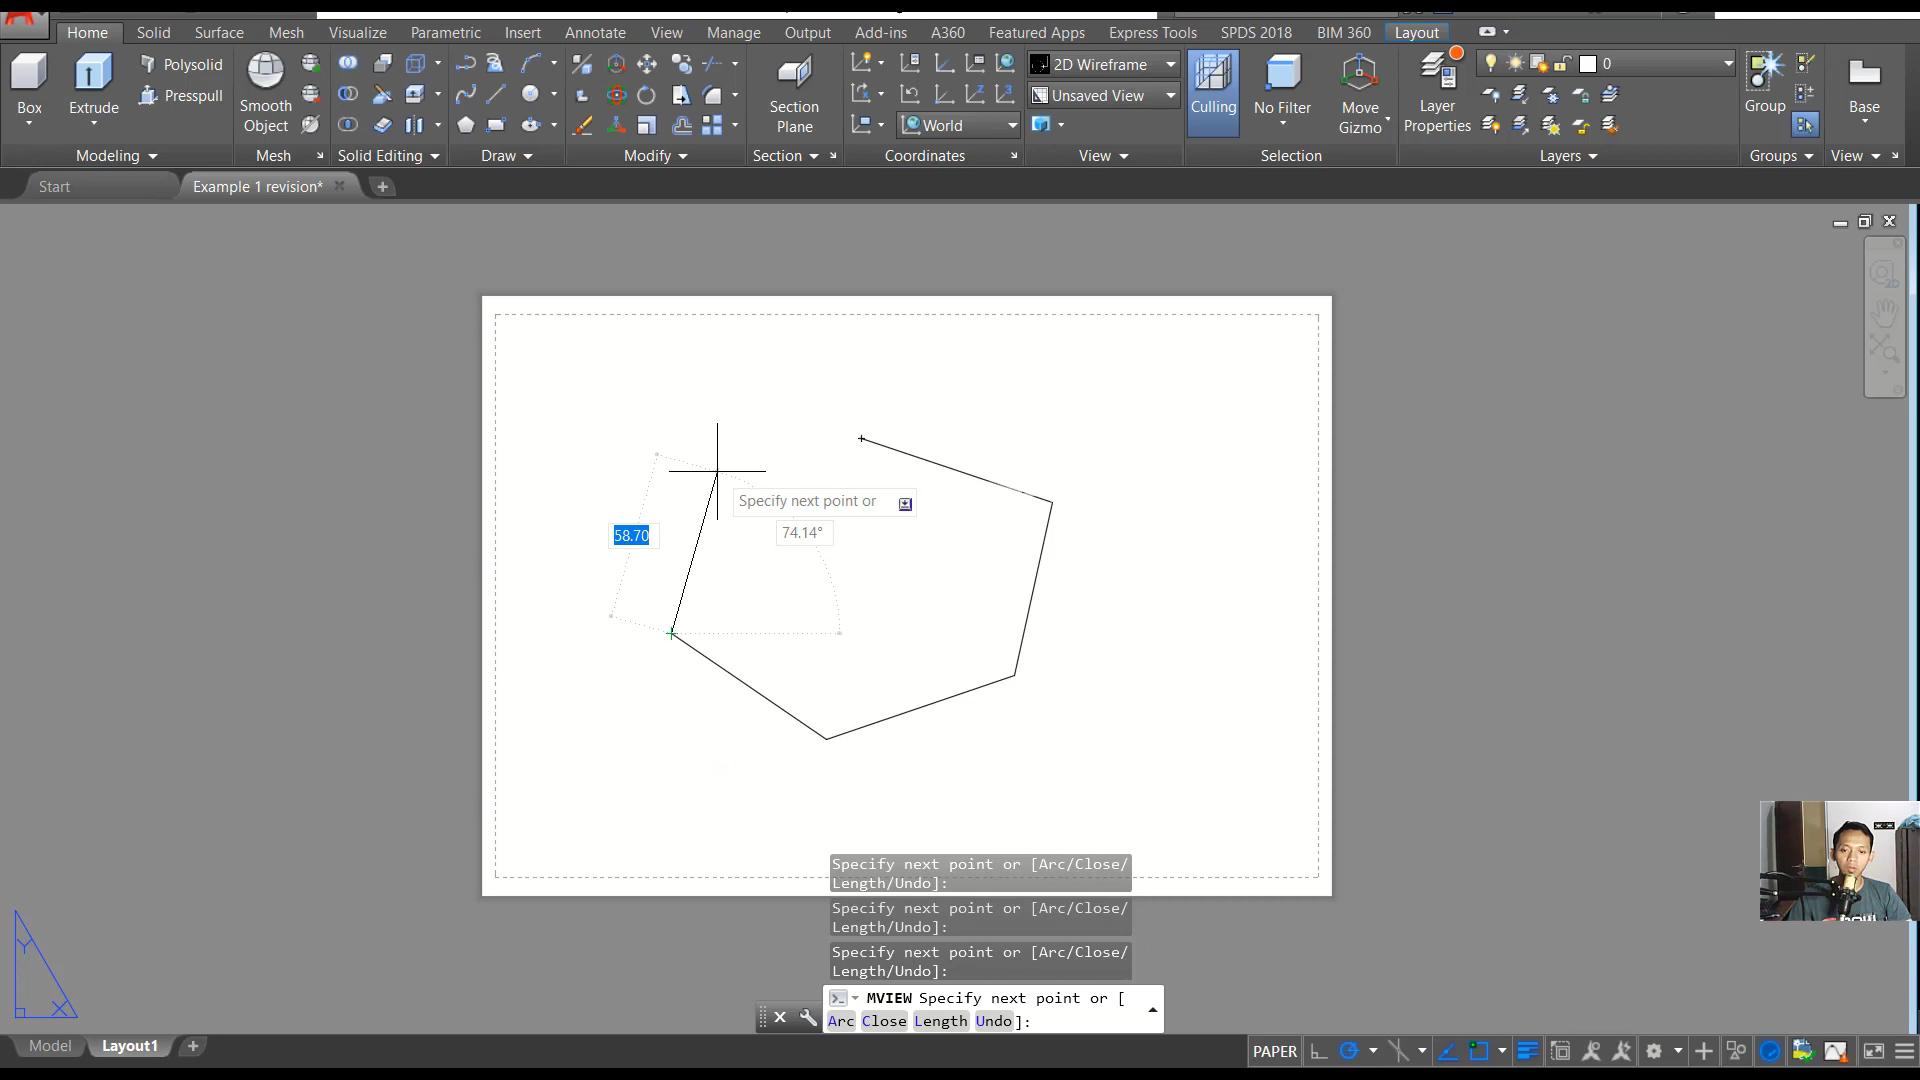 Home Solid Surface Mesh Visualize Parametric Insert Annotate View Manage Output Add-ins A360 Featured Apps Express Tools SPDS 2018 BIM 360 Layout
Box
Extrude
Polysolid
Presspull
Smooth
Object
Section
Plane
World
2D Wireframe
Unsaved View
Culling
No Filter
Move
Gizmo
Layer
Properties
0
Group
Base
Modeling Mesh Solid Editing Draw Modify Section Coordinates View Selection Layers Groups View
Start Example 1 revision*
2D
Specify next point or
58.70
74.14°
Specify next point or [Arc/Close/
Length/Undo]:
Specify next point or [Arc/Close/
Length/Undo]:
Specify next point or [Arc/Close/
Length/Undo]:
MVIEW Specify next point or [
Arc Close Length Undo]:
Y
X
Model Layout1
PAPER